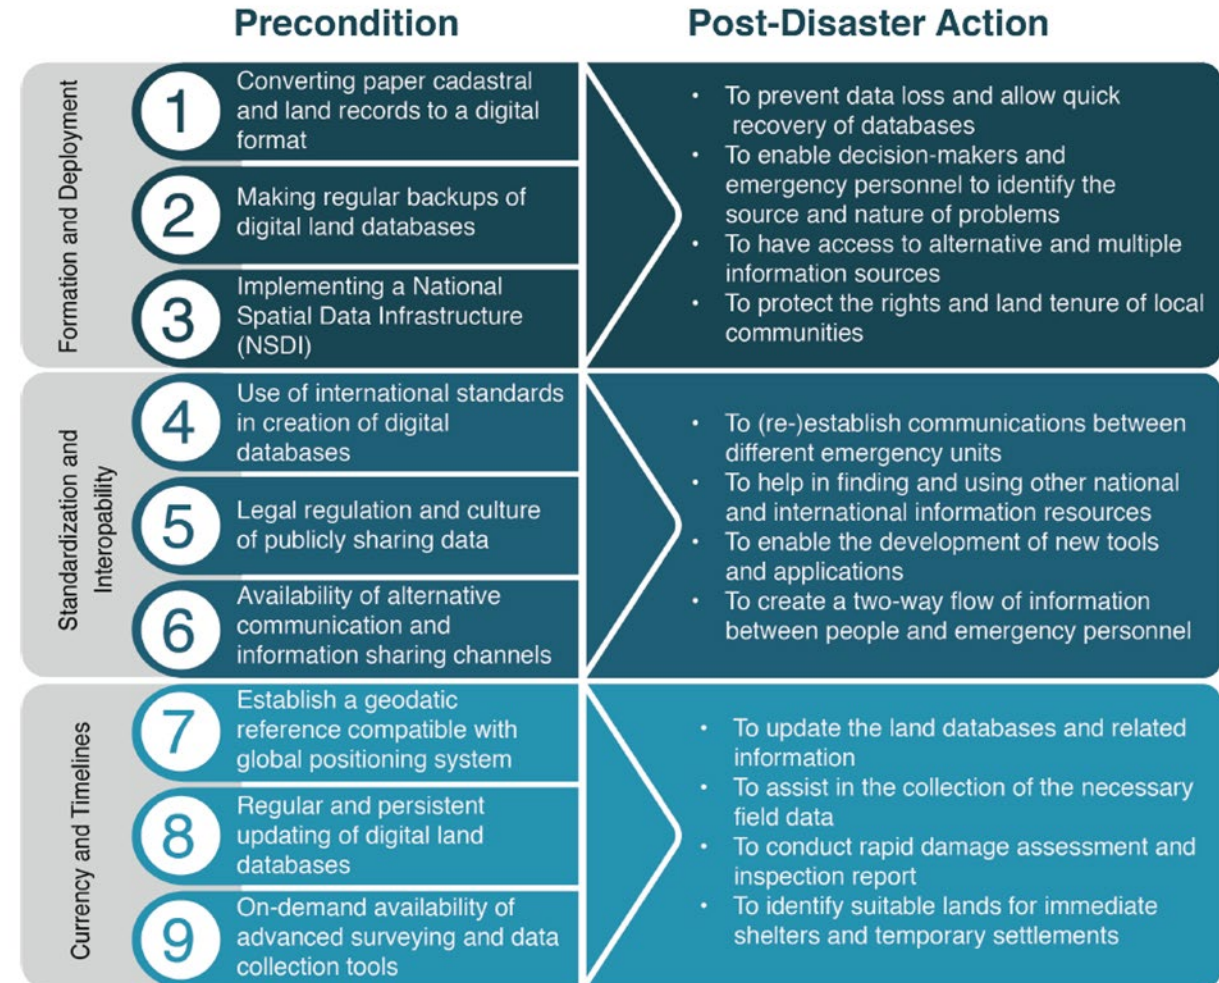 Precondition
Post-Disaster Action
Formation and Deployment
1
Converting paper cadastral
and land records to a digital
format
2
Making regular backups of
digital land databases
3
Implementing a National
Spatial Data Infrastructure
(NSDI)
• To prevent data loss and allow quick
recovery of databases
• To enable decision-makers and
emergency personnel to identify the
source and nature of problems
• To have access to alternative and multiple
information sources
• To protect the rights and land tenure of local
communities
Standardization and
Interopability
4
Use of international standards
in creation of digital
databases
5
Legal regulation and culture
of publicly sharing data
6
Availability of alternative
communication and
information sharing channels
• To (re-)establish communications between
different emergency units
• To help in finding and using other national
and international information resources
• To enable the development of new tools
and applications
• To create a two-way flow of information
between people and emergency personnel
Currency and Timelines
7
Establish a geodatic
reference compatible with
global positioning system
8
Regular and persistent
updating of digital land
databases
9
On-demand availability of
advanced surveying and data
collection tools
• To update the land databases and related
information
• To assist in the collection of the necessary
field data
• To conduct rapid damage assessment and
inspection report
• To identify suitable lands for immediate
shelters and temporary settlements